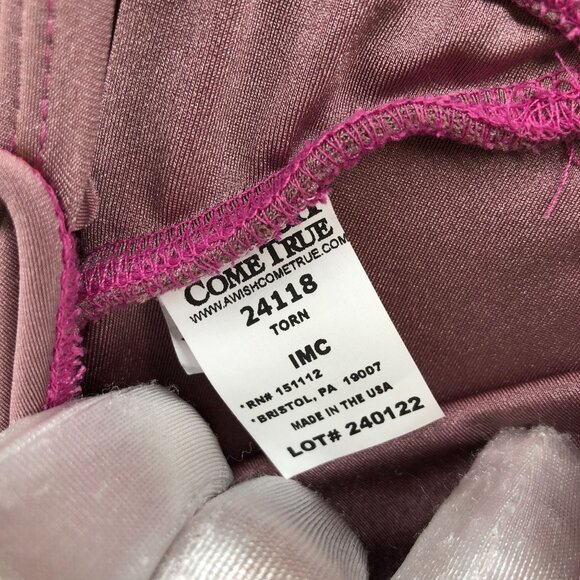 COME TRUE
WWW.AWISHCOMETRUE.COM
24118
TORN
IMC
*RN# 151112
*BRISTOL, PA 19007
MADE IN THE USA
LOT# 240122